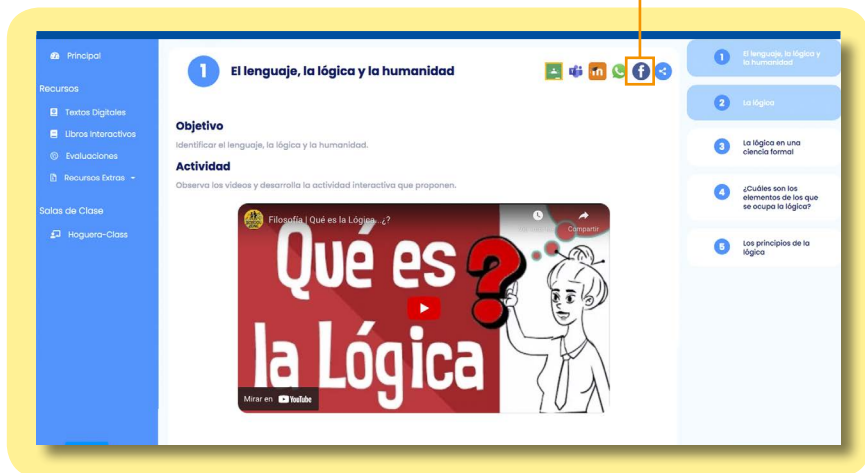 Principal
Recursos
Textos Digitales
Libros Interactivos
Evaluaciones
Recursos Extras
Salas de Clase
Hoguera-Class
1
El lenguaje, la lógica y la humanidad
Objetivo
Identificar el lenguaje, la lógica y la humanidad.
Actividad
Observa los videos y desarrolla la actividad interactiva que proponen.
Filosofía | Qué es la Lógica...¿?
Compartir
Qué es
la Lógica
?
Mirar en YouTube
1
El lenguaje, la lógica y
la humanidad
2
La lógica
3
La lógica en una
ciencia formal
4
¿Cuáles son los
elementos de los que
se ocupa la lógica?
5
Los principios de la
lógica